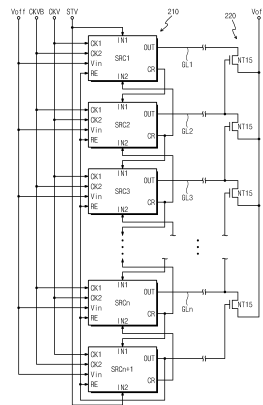 Voff CKVB CKV STV 210 220 Vof
IN1
CK1 OUT
CK2
SRC1
Vin
CR
RE
IN2
GL1
NT15
IN1
CK1 OUT
CK2
SRC2
Vin
CR
RE
IN2
GL2
NT15
IN1
CK1 OUT
CK2
SRC3
Vin
CR
RE
IN2
GL3
NT15
IN1
CK1 OUT
CK2
SRCn
Vin
CR
RE
IN2
GLn
NT15
IN1
CK1 OUT
CK2
SRCn+1
Vin
CR
RE
IN2